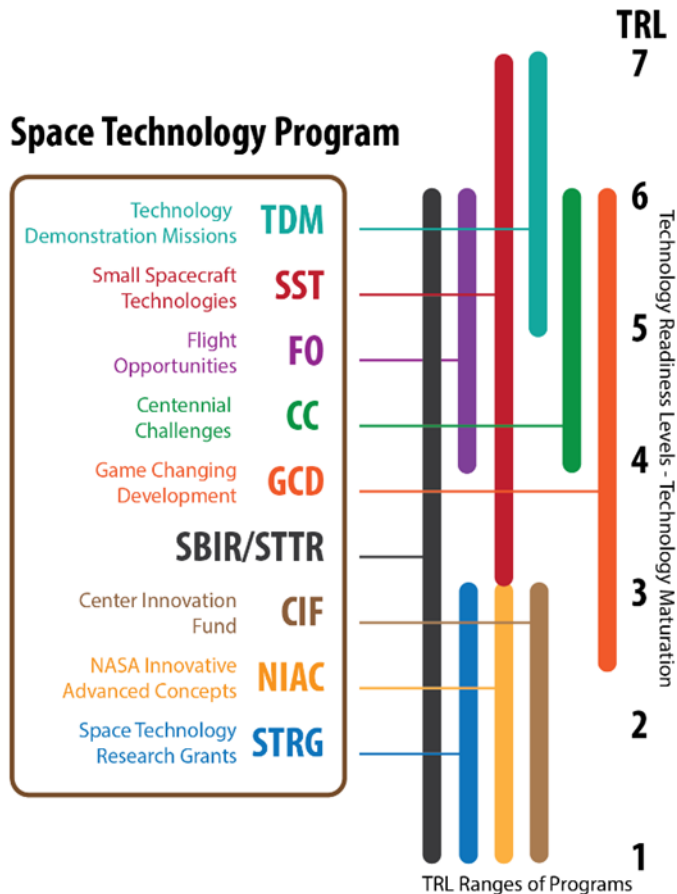 TRL
7
Space Technology Program
6
Technology
Demonstration Missions
TDM
Small Spacecraft
Technologies
SST
5
Flight
Opportunities
FO
Centennial
Challenges
CC
4
Game Changing
Development
GCD
SBIR/STTR
3
Center Innovation
Fund
CIF
NASA Innovative
Advanced Concepts
NIAC
2
Space Technology
Research Grants
STRG
1
Technology Readiness Levels - Technology Maturation
TRL Ranges of Programs